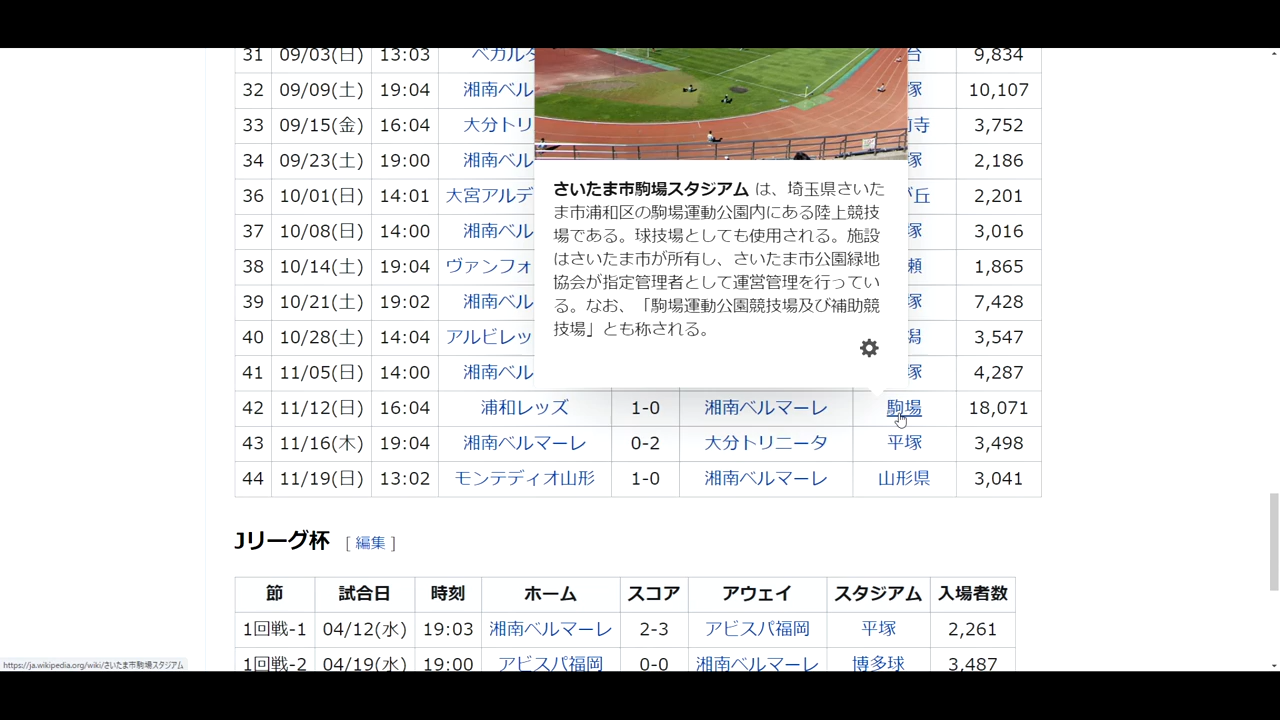 31 09/03(日) 13:03 ベガルタ 台 9,834
32 09/09(土) 19:04 湘南ベル 塚 10,107
33 09/15(金) 16:04 大分トリ 寺 3,752
34 09/23(土) 19:00 湘南ベル 塚 2,186
36 10/01(日) 14:01 大宮アルデ 丘 2,201
37 10/08(日) 14:00 湘南ベル 塚 3,016
38 10/14(土) 19:04 ヴァンフォ 瀬 1,865
39 10/21(土) 19:02 湘南ベル 塚 7,428
40 10/28(土) 14:04 アルビレッ 潟 3,547
41 11/05(日) 14:00 湘南ベル 塚 4,287
さいたま市駒場スタジアム は、埼玉県さいた
ま市浦和区の駒場運動公園内にある陸上競技
場である。球技場としても使用される。施設
はさいたま市が所有し、さいたま市公園緑地
協会が指定管理者として運営管理を行ってい
る。なお、「駒場運動公園競技場及び補助競
技場」とも称される。
42 11/12(日) 16:04 浦和レッズ 1-0 湘南ベルマーレ 駒場 18,071
43 11/16(木) 19:04 湘南ベルマーレ 0-2 大分トリニータ 平塚 3,498
44 11/19(日) 13:02 モンテディオ山形 1-0 湘南ベルマーレ 山形県 3,041
Jリーグ杯 [ 編集 ]
節 試合日 時刻 ホーム スコア アウェイ スタジアム 入場者数
1回戦-1 04/12(水) 19:03 湘南ベルマーレ 2-3 アビスパ福岡 平塚 2,261
1回戦-2 04/19(水) 19:00 アビスパ福岡 0-0 湘南ベルマーレ 博多球 3,487
https://ja.wikipedia.org/wiki/さいたま市駒場スタジアム